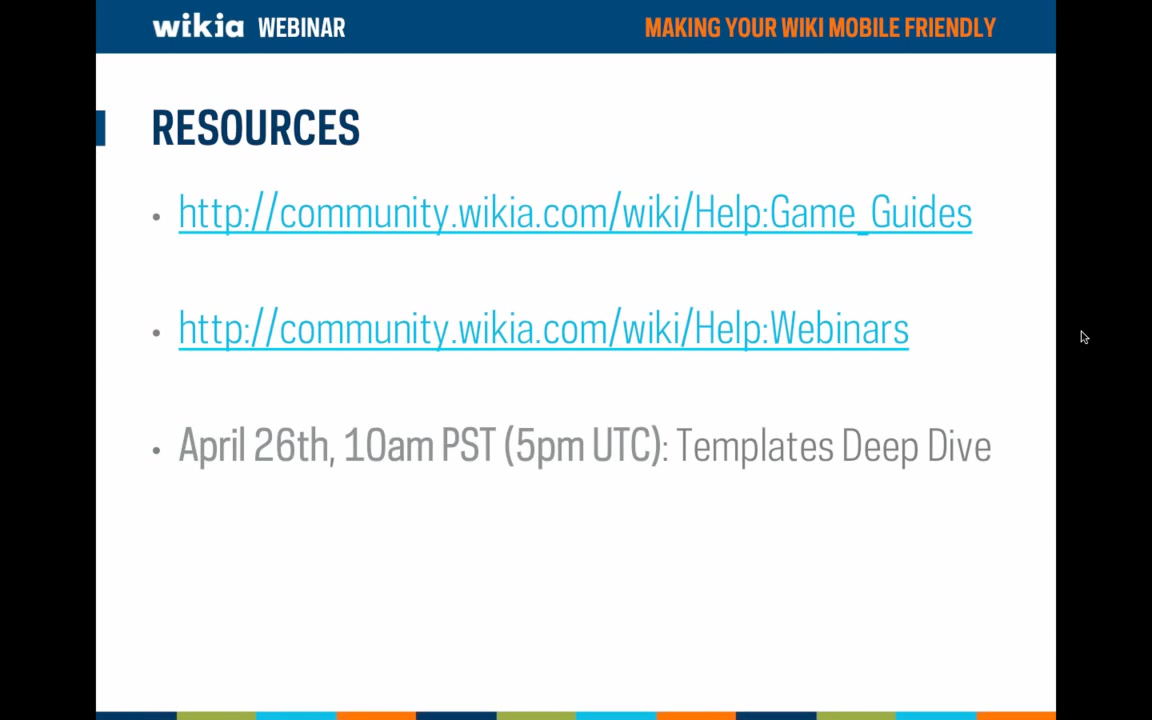 wikia WEBINAR
MAKING YOUR WIKI MOBILE FRIENDLY
RESOURCES
• http://community.wikia.com/wiki/Help:Game_Guides
• http://community.wikia.com/wiki/Help:Webinars
• April 26th, 10am PST (5pm UTC): Templates Deep Dive